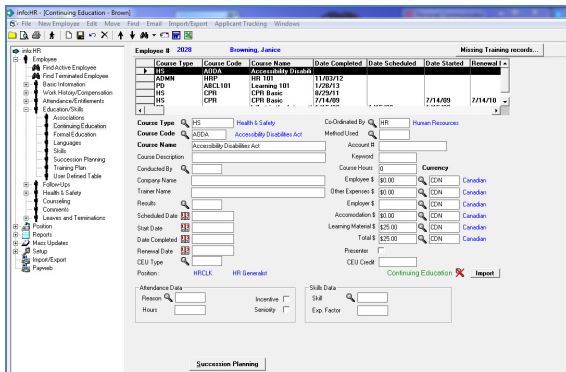 info:HR - [Continuing Education - Brown]
File New Employee Edit Move Find Email Import/Export Applicant Tracking Windows
info:HR
Employee
Find Active Employee
Find Terminated Employee
Basic Information
Work History/Compensation
Attendance/Entitlements
Education/Skills
Associations
Continuing Education
Formal Education
Languages
Skills
Succession Planning
Training Plan
User Defined Table
Follow-Ups
Health & Safety
Counseling
Comments
Leaves and Terminations
Position
Reports
Mass Updates
Setup
Import/Export
Payweb
Employee # 2028 Browning, Janice Missing Training records...
Course Type Course Code Course Name Date Completed Date Scheduled Date Started Renewal
HS AODA Accessibility Disabili
ADMN HRP HR 101 11/03/12
PD ABCL101 Learning 101 1/28/13
HS CPR CPR Basic 8/29/11
HS CPR CPR Basic 7/14/09 7/14/09 7/14/10
Course Type HS Health & Safety Co-Ordinated By HR Human Resources
Course Code AODA Accessibility Disabilities Act Method Used
Course Name Accessibility Disabilities Act Account #
Course Description Keyword
Conducted By Course Hours 0 Currency
Company Name Employee $ $0.00 CDN Canadian
Trainer Name Other Expenses $ $0.00 CDN Canadian
Results Employer $ CDN Canadian
Scheduled Date Accomodation $ $0.00 CDN Canadian
Start Date Learning Material $ $25.00 CDN Canadian
Date Completed Total $ $25.00 CDN Canadian
Renewal Date Presenter
CEU Type CEU Credit
Position: HRCLK HR Generalist Continuing Education Import
Attendance Data Skills Data
Reason Incentive Skill
Hours Seniority Exp. Factor
Succession Planning